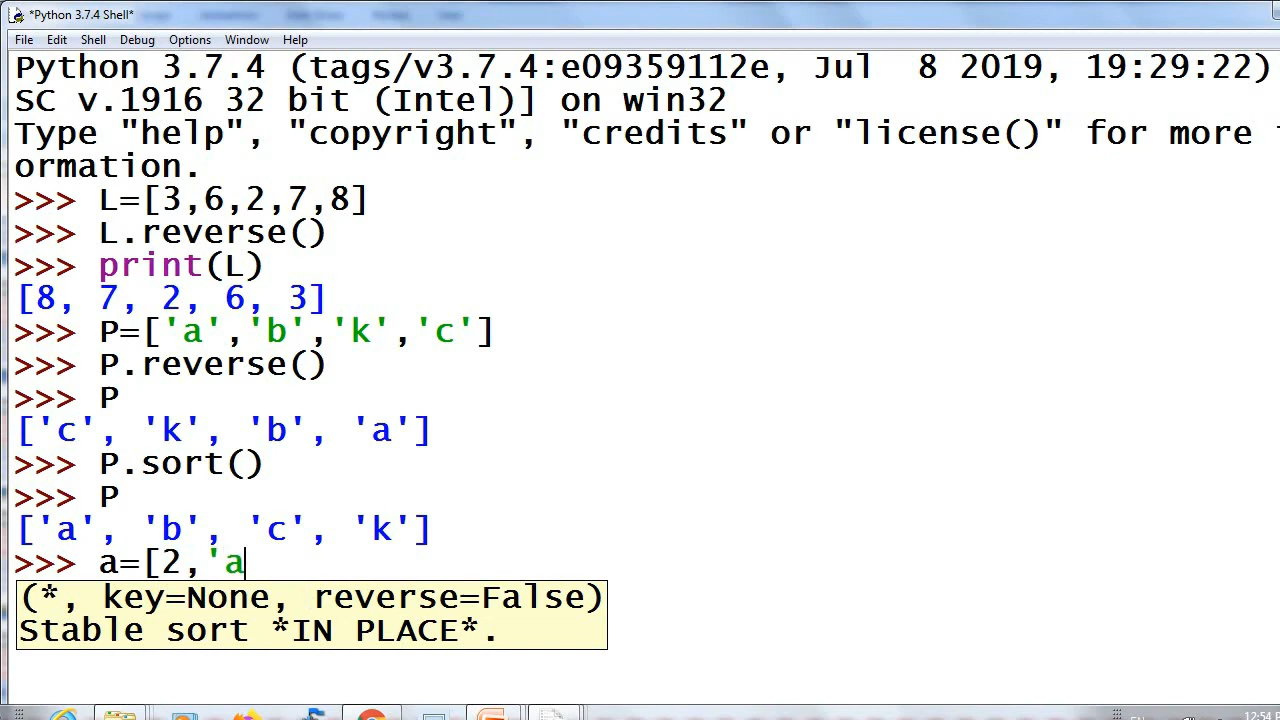 *Python 3.7.4 Shell*
File Edit Shell Debug Options Window Help
Python 3.7.4 (tags/v3.7.4:e09359112e, Jul 8 2019, 19:29:22)
SC v.1916 32 bit (Intel)] on win32
Type "help", "copyright", "credits" or "license()" for more
ormation.
>>> L=[3,6,2,7,8]
>>> L.reverse()
>>> print(L)
[8, 7, 2, 6, 3]
>>> P=['a','b','k','c']
>>> P.reverse()
>>> P
['c', 'k', 'b', 'a']
>>> P.sort()
>>> P
['a', 'b', 'c', 'k']
>>> a=[2,'a
(*, key=None, reverse=False)
Stable sort *IN PLACE*.
12:54